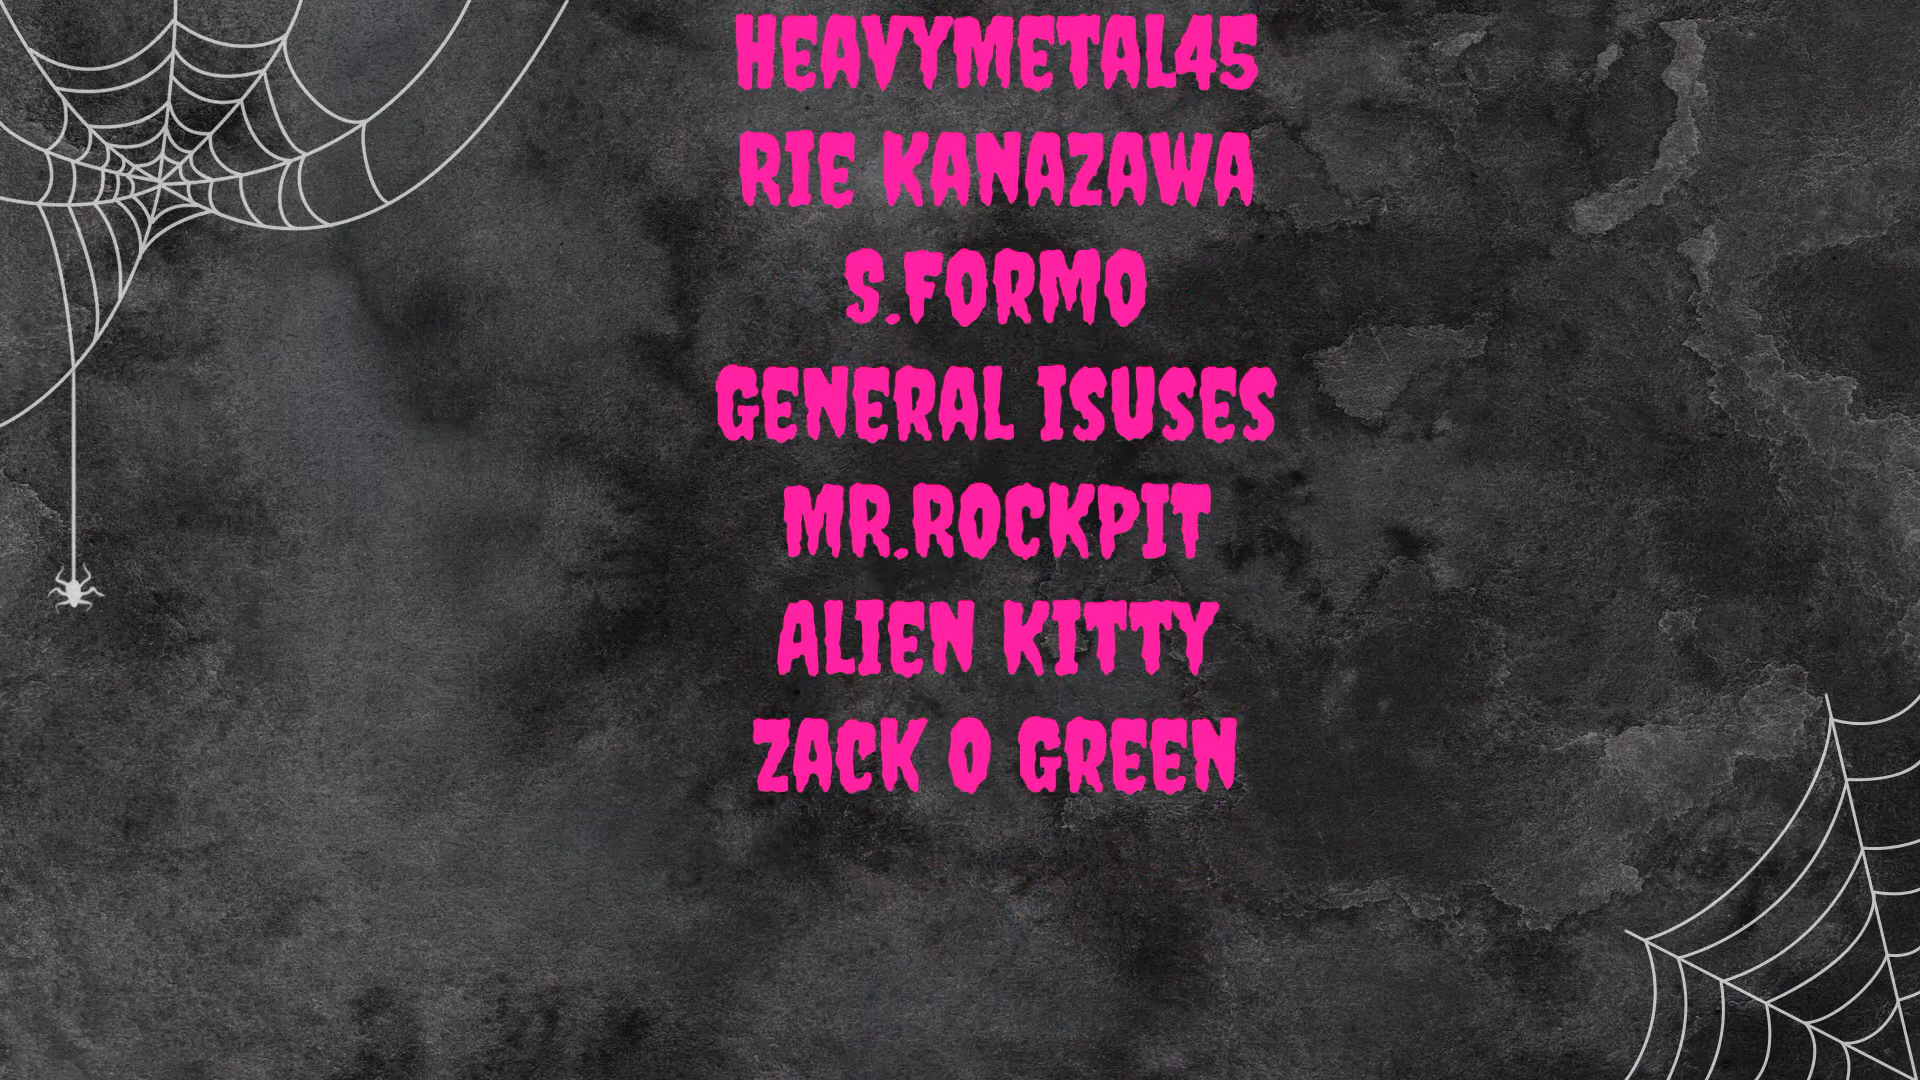 HEAVYMETAL45
RIE KANAZAWA
S.FORMO
GENERAL ISUSES
MR.ROCKPIT
ALIEN KITTY
ZACK O GREEN